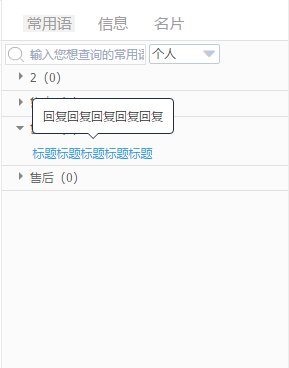 常用语 信息 名片
输入您想查询的常用语 个人
2（0）
回复回复回复回复回复
标题标题标题标题标题
售后（0）